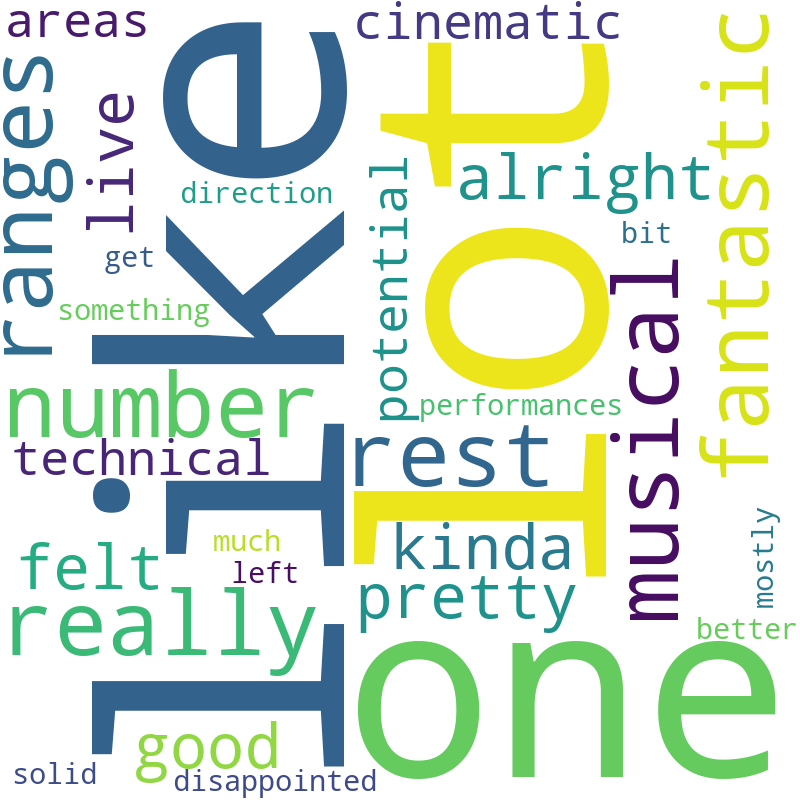 areas
cinematic
ranges
live
like
lot
fantastic
direction
potential
alright
bit
get
something
musical
number
performances
technical
rest
felt
much
left
kinda
mostly
really
pretty
better
one
good
solid
disappointed